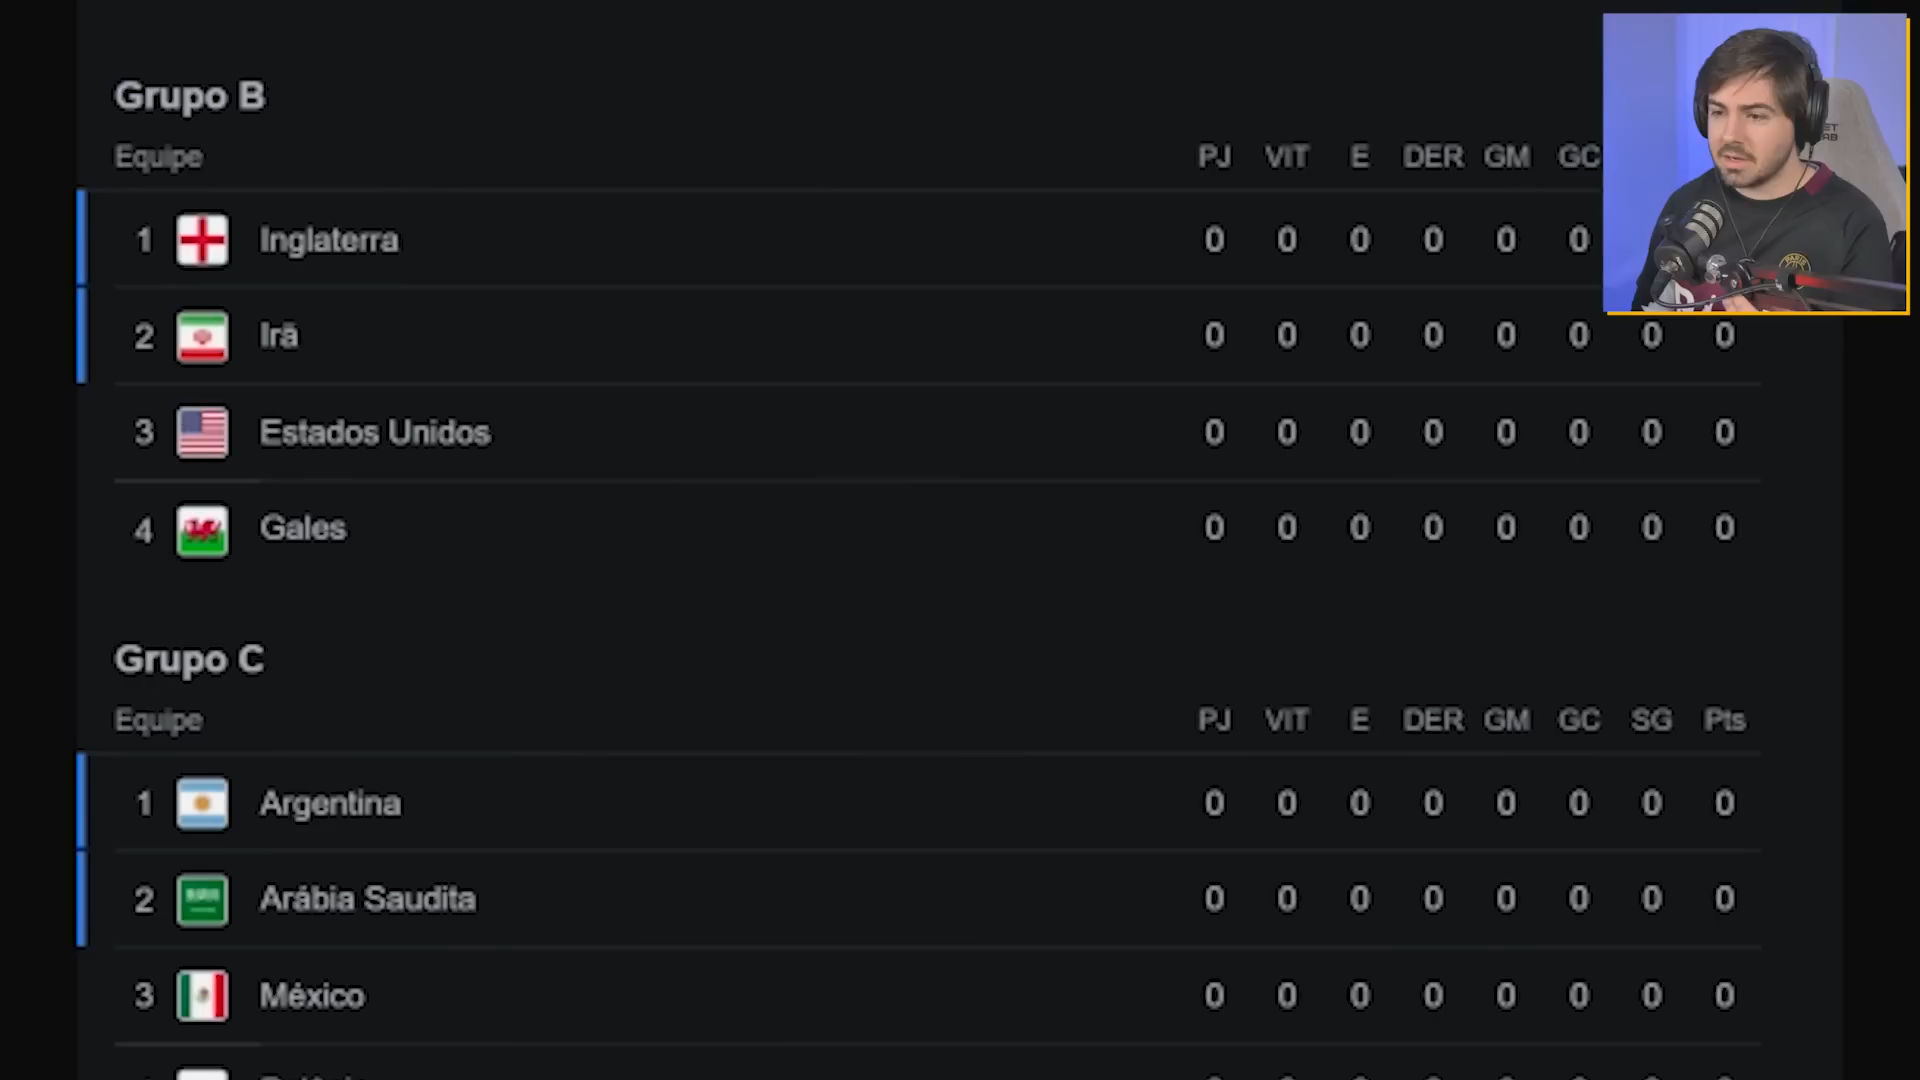 Grupo B
Equipe PJ VIT E DER GM GC
1 Inglaterra 0 0 0 0 0 0
2 Irã 0 0 0 0 0 0 0 0
3 Estados Unidos 0 0 0 0 0 0 0 0
4 Gales 0 0 0 0 0 0 0 0
Grupo C
Equipe PJ VIT E DER GM GC SG Pts
1 Argentina 0 0 0 0 0 0 0 0
2 Arábia Saudita 0 0 0 0 0 0 0 0
3 México 0 0 0 0 0 0 0 0